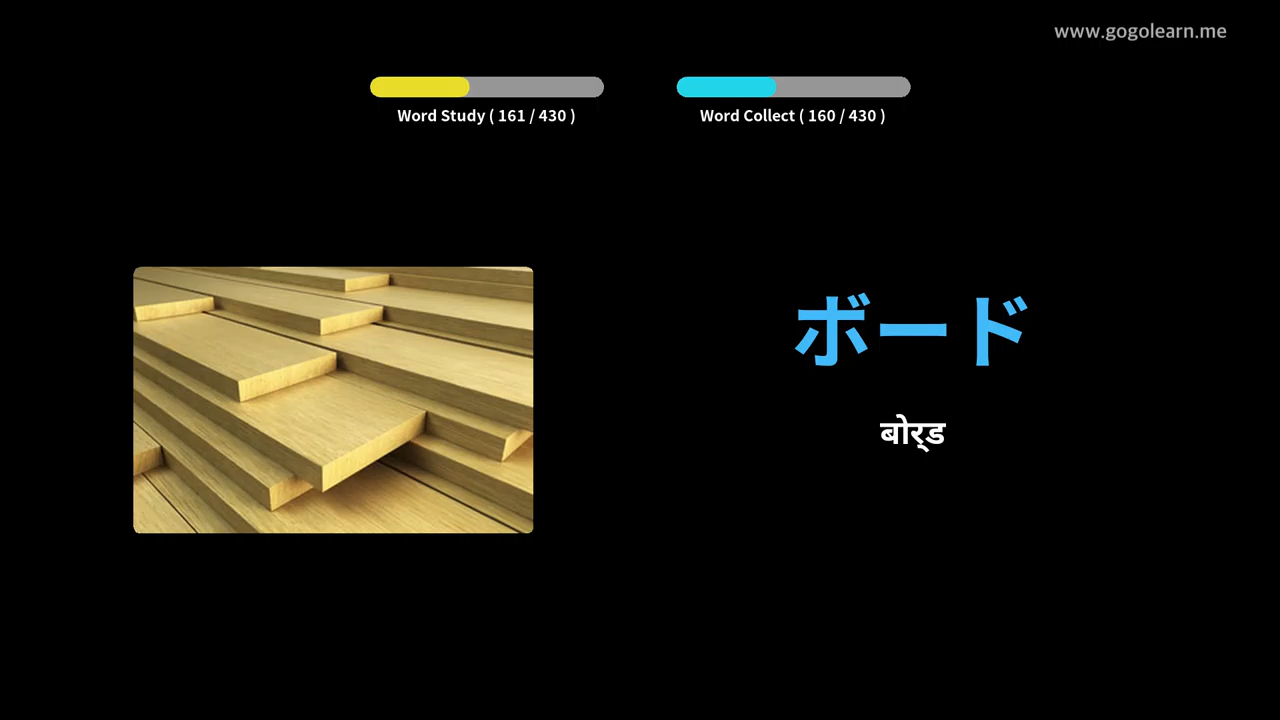 www.gogolearn.me
Word Study ( 161 / 430 )
Word Collect ( 160 / 430 )
ボード
बोर्‌ड